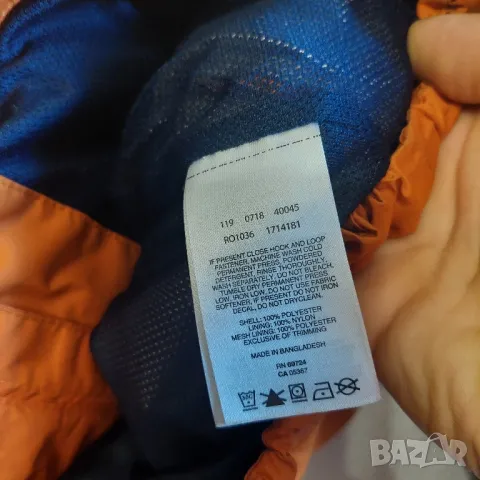 119 0718 40045
RO1036 1714181
IF PRESENT CLOSE HOOK AND LOOP
FASTENER, MACHINE WASH COLD
PERMANENT PRESS, POWDERED
DETERGENT, RINSE THOROUGHLY.
WASH SEPARATELY, DO NOT BLEACH,
TUMBLE DRY PERMANENT PRESS
LOW, IRON LOW, DO NOT USE FABRIC
SOFTENER, IF PRESENT DO NOT IRON
DECAL, DO NOT DRYCLEAN.
SHELL: 100% POLYESTER
MESH LINING: 100% POLYESTER
LINING: 100% NYLON
EXCLUSIVE OF TRIMMING
MADE IN BANGLADESH
RN 69724
CA 05367
BAZAR